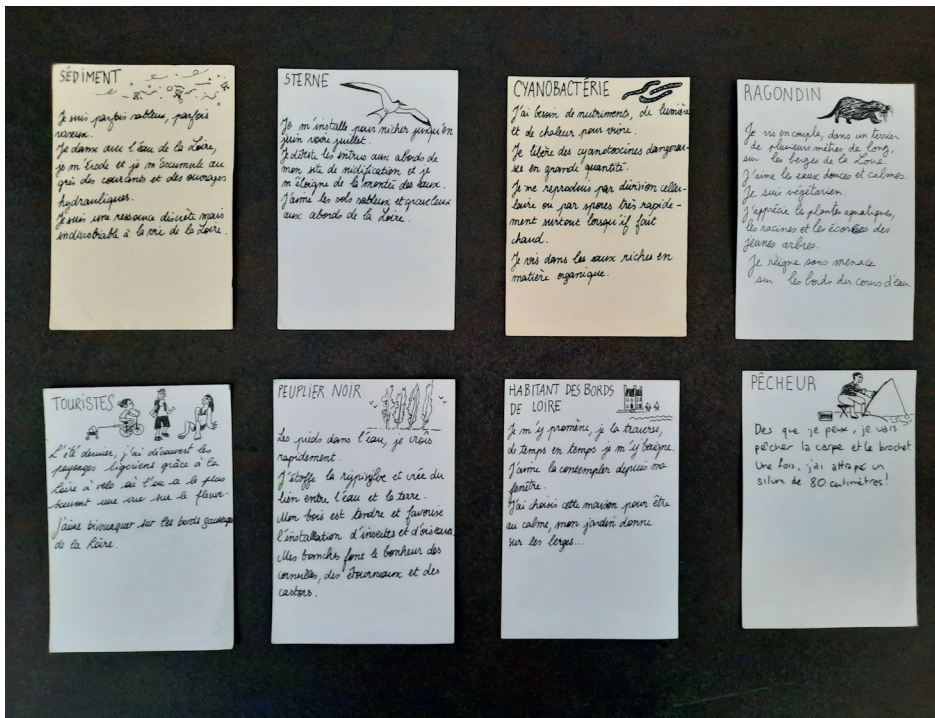 SÉDIMENT
Je suis parfois sableux, parfois
vaseux.
Je danse avec l'eau de la Loire,
je m'érode et je m'accumule au
gré des courants et des ouvrages
hydrauliques.
Je suis une ressource discrète mais
indissociable à la vie de la Loire.
STERNE
Je m'installe pour nicher jusqu'en
juin voire juillet.
Je déteste les intrus aux abords de
mon site de nidification et je
m'éloigne de la montée des eaux.
J'aime les sols sableux et graveleux
aux abords de la Loire.
CYANOBACTÉRIE
J'ai besoin de nutriments, de lumière
et de chaleur pour vivre.
Je libère des cyanotoxines dangereu-
se en grande quantité.
Je me reproduis par division cellu-
laire ou par spores très rapide-
ment surtout lorsqu'il fait
chaud.
Je vis dans les eaux riches en
matière organique.
RAGONDIN
Je vis en couple, dans un terrier
de plusieurs mètres de long,
sur les berges de la Loire.
J'aime les eaux douces et calmes.
Je suis végétarien.
J'apprécie les plantes aquatiques,
les racines et les écorces des
jeunes arbres.
Je règne sans menace
sur les bords des cours d'eau
TOURISTES
L'été dernier, j'ai découvert les
paysages ligériens grâce à la
Loire à vélo où l'on a le plus
souvent une vue sur le fleuve.
J'aime bivouaquer sur les bords sauvages
de la Loire.
PEUPLIER NOIR
Les pieds dans l'eau, je croîs
rapidement.
J'étoffe la ripisylve et crée du
lien entre l'eau et la terre.
Mon bois est tendre et favorise
l'installation d'insectes et d'oiseaux.
Mes branches font le bonheur des
corneilles, des étourneaux et des
castors.
HABITANT DES BORDS
DE LOIRE
Je m'y promène, je la traverse,
de temps en temps je m'y baigne.
J'aime la contempler depuis ma
fenêtre.
J'ai choisi cette maison pour être
au calme, mon jardin donne
sur les berges...
PÊCHEUR
Des que je peux, je vais
pêcher la carpe et le brochet
Une fois, j'ai attrapé un
silure de 80 centimètres!